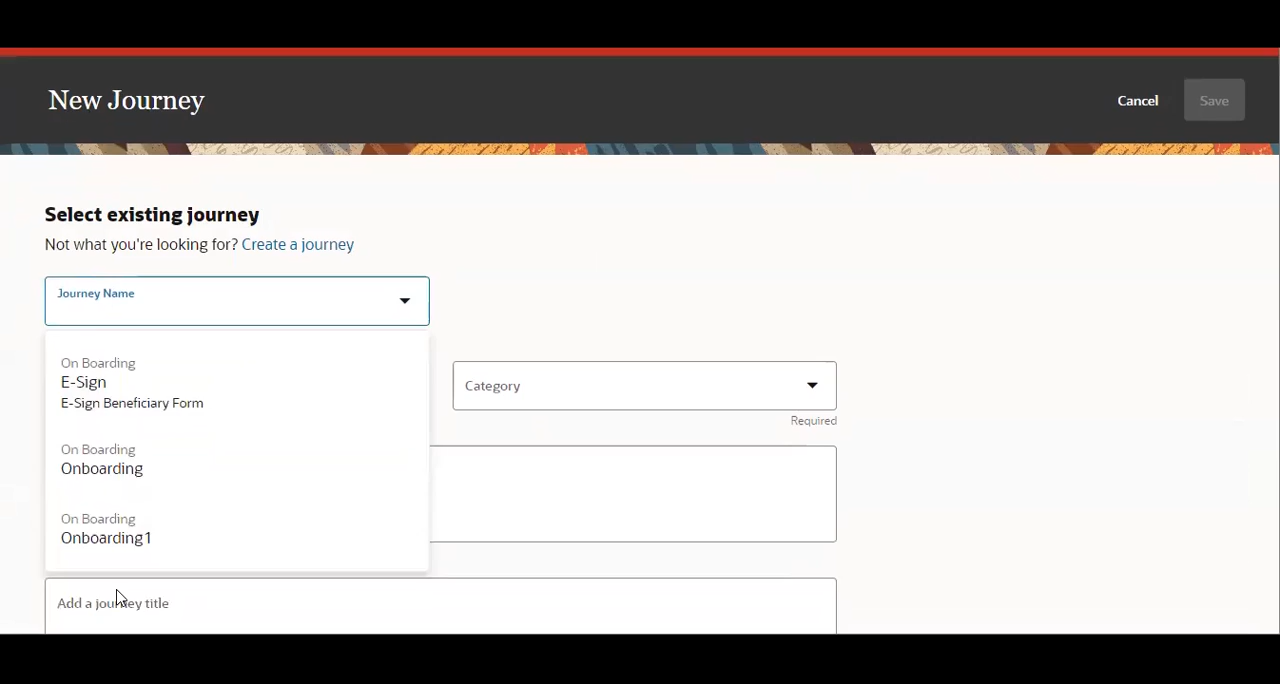 New Journey
Cancel
Save
Select existing journey
Not what you're looking for? Create a journey
Journey Name
On Boarding
E-Sign
E-Sign Beneficiary Form
On Boarding
Onboarding
On Boarding
Onboarding1
Category
Required
Add a journey title